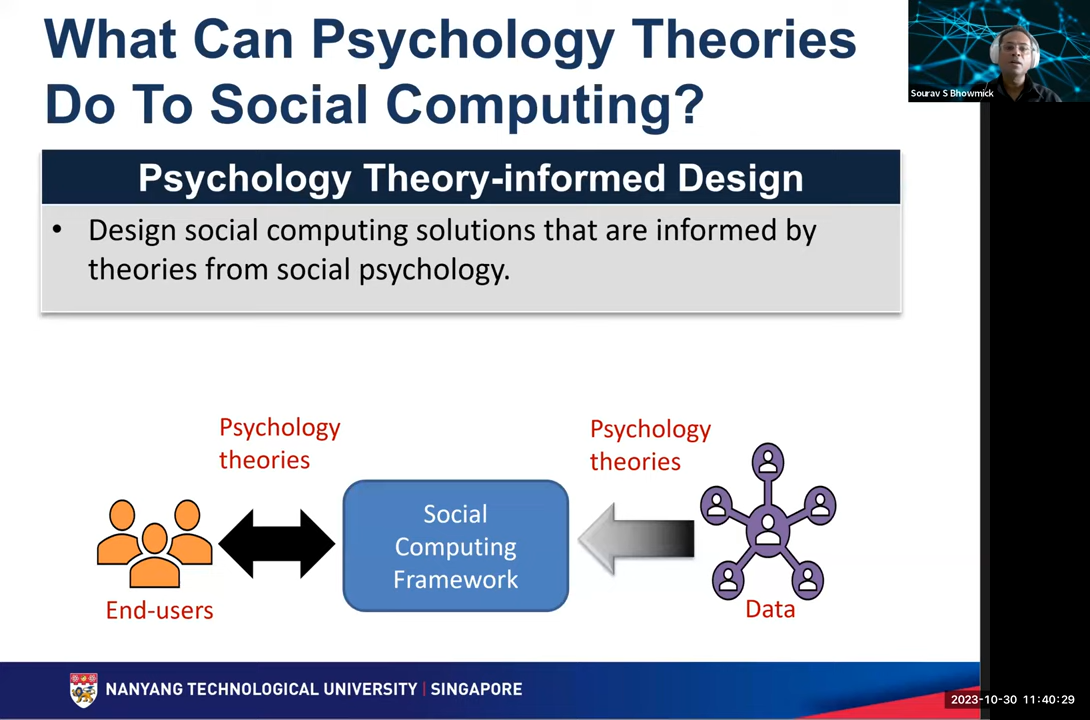 What Can Psychology Theories
Do To Social Computing?
Sourav S Bhowmick
Psychology Theory-informed Design
• Design social computing solutions that are informed by
theories from social psychology.
Psychology
theories
Psychology
theories
Social
Computing
Framework
End-users
Data
NANYANG TECHNOLOGICAL UNIVERSITY | SINGAPORE
2023-10-30 11:40:29